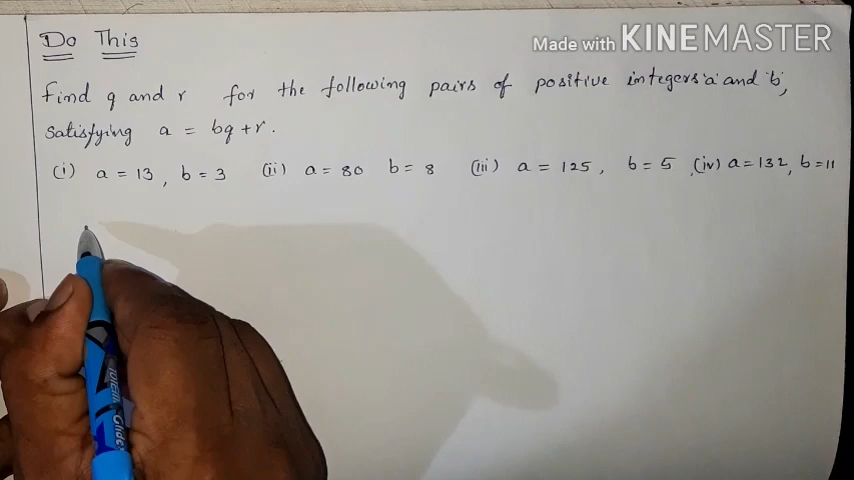 Do This
Made with KINEMASTER
Find q and r for the following pairs of positive integers 'a' and 'b',
satisfying a = bq + r.
(i) a = 13, b = 3 (ii) a = 80 b = 8 (iii) a = 125, b = 5 (iv) a = 132, b = 11